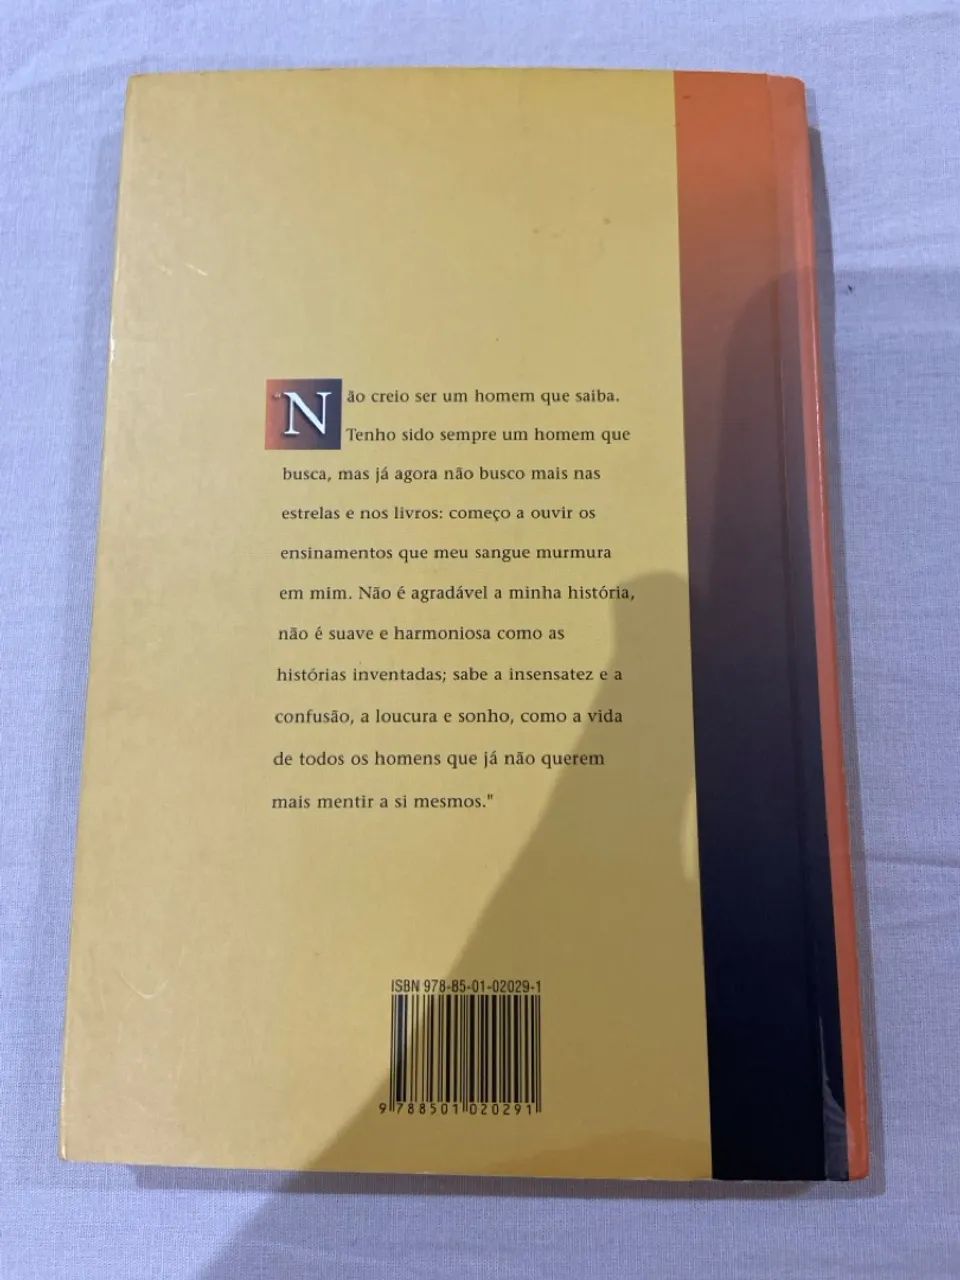 "Não creio ser um homem que saiba.
Tenho sido sempre um homem que
busca, mas já agora não busco mais nas
estrelas e nos livros: começo a ouvir os
ensinamentos que meu sangue murmura
em mim. Não é agradável a minha história,
não é suave e harmoniosa como as
histórias inventadas; sabe a insensatez e a
confusão, a loucura e sonho, como a vida
de todos os homens que já não querem
mais mentir a si mesmos."
ISBN 978-85-01-02029-1
9 788501 020291